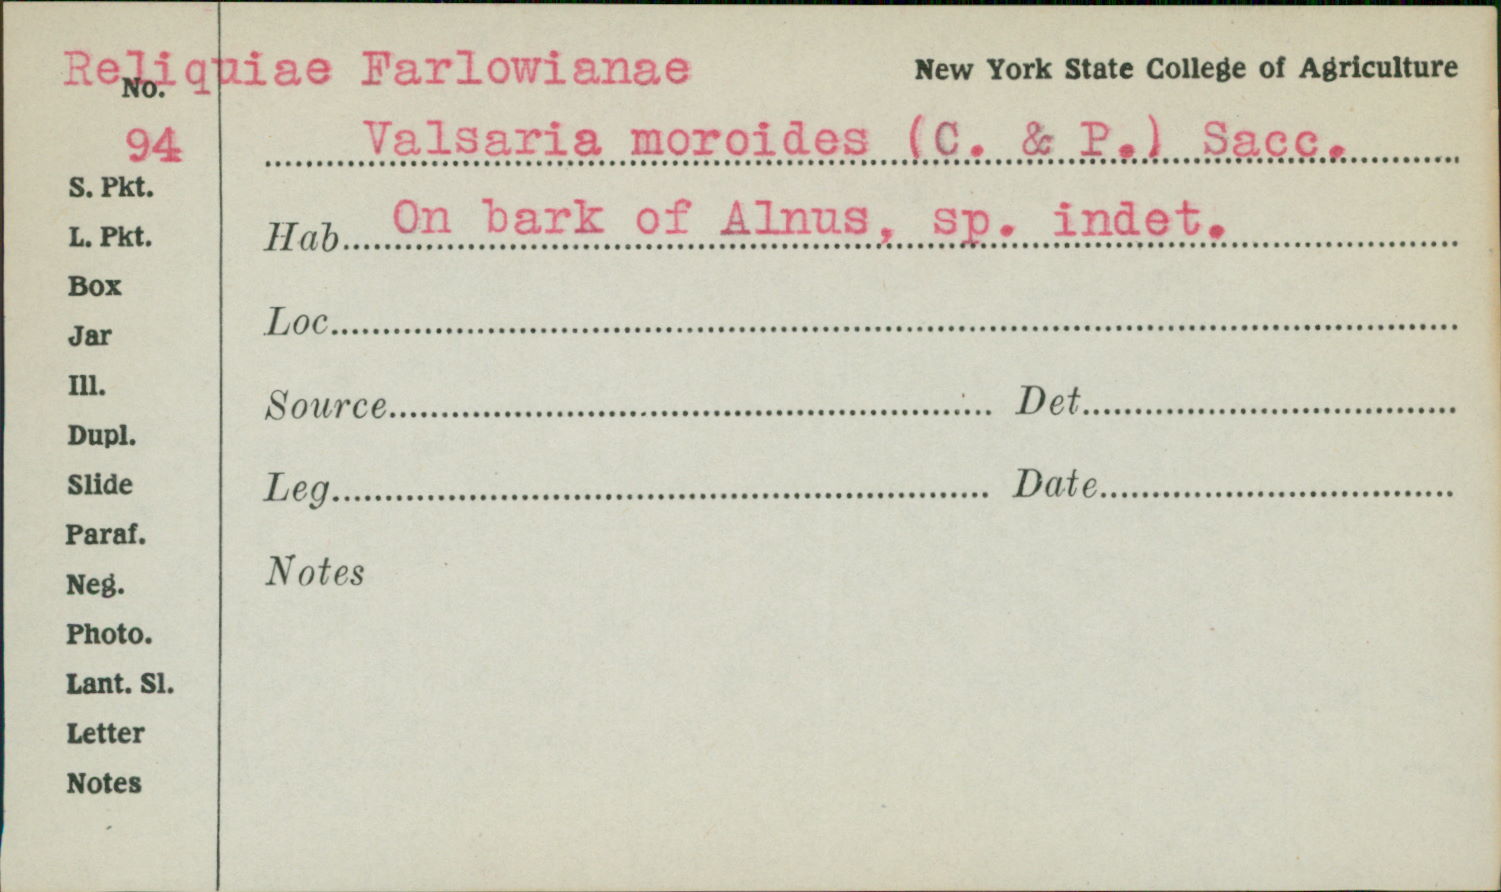 Reliquiae Farlowianae
New York State College of Agriculture
No.
94
Valsaria moroides (C. & P.) Sacc.
S. Pkt.
Hab. On bark of Alnus, sp. indet.
L. Pkt.
Box
Loc.
Jar
Ill.
Source Det.
Dupl.
Slide
Leg. Date
Paraf.
Notes
Neg.
Photo.
Lant. Sl.
Letter
Notes